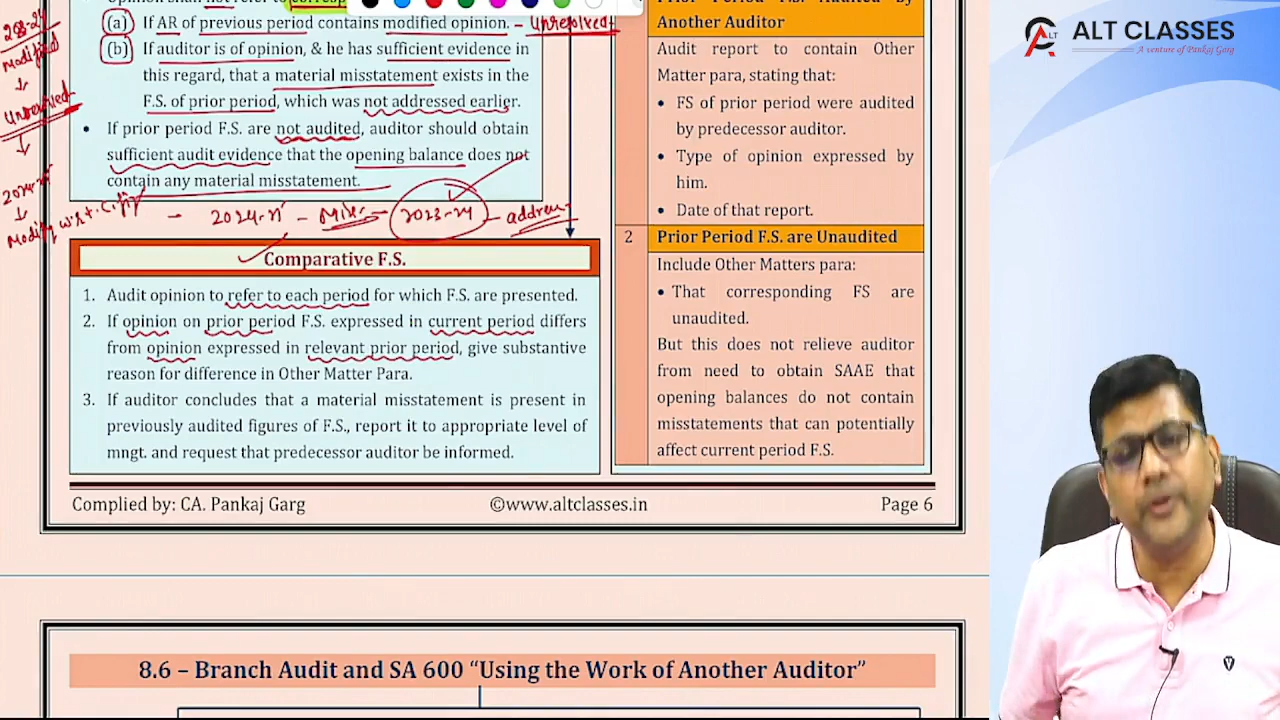 Opinion shall not refer to
(a) If AR of previous period contains modified opinion. – Unresolved
(b) If auditor is of opinion, & he has sufficient evidence in
this regard, that a material misstatement exists in the
F.S. of prior period, which was not addressed earlier.
• If prior period F.S. are not audited, auditor should obtain
sufficient audit evidence that the opening balance does not
contain any material misstatement.
2023-24
Comparative F.S.
1. Audit opinion to refer to each period for which F.S. are presented.
2. If opinion on prior period F.S. expressed in current period differs
from opinion expressed in relevant prior period, give substantive
reason for difference in Other Matter Para.
3. If auditor concludes that a material misstatement is present in
previously audited figures of F.S., report it to appropriate level of
mngt. and request that predecessor auditor be informed.
Prior Period F.S. Audited by
Another Auditor
Audit report to contain Other
Matter para, stating that:
• FS of prior period were audited
by predecessor auditor.
• Type of opinion expressed by
him.
• Date of that report.
2 Prior Period F.S. are Unaudited
Include Other Matters para:
• That corresponding FS are
unaudited.
But this does not relieve auditor
from need to obtain SAAE that
opening balances do not contain
misstatements that can potentially
affect current period F.S.
Complied by: CA. Pankaj Garg ©www.altclasses.in Page 6
8.6 – Branch Audit and SA 600 “Using the Work of Another Auditor”
ALT CLASSES
A venture of Pankaj Garg